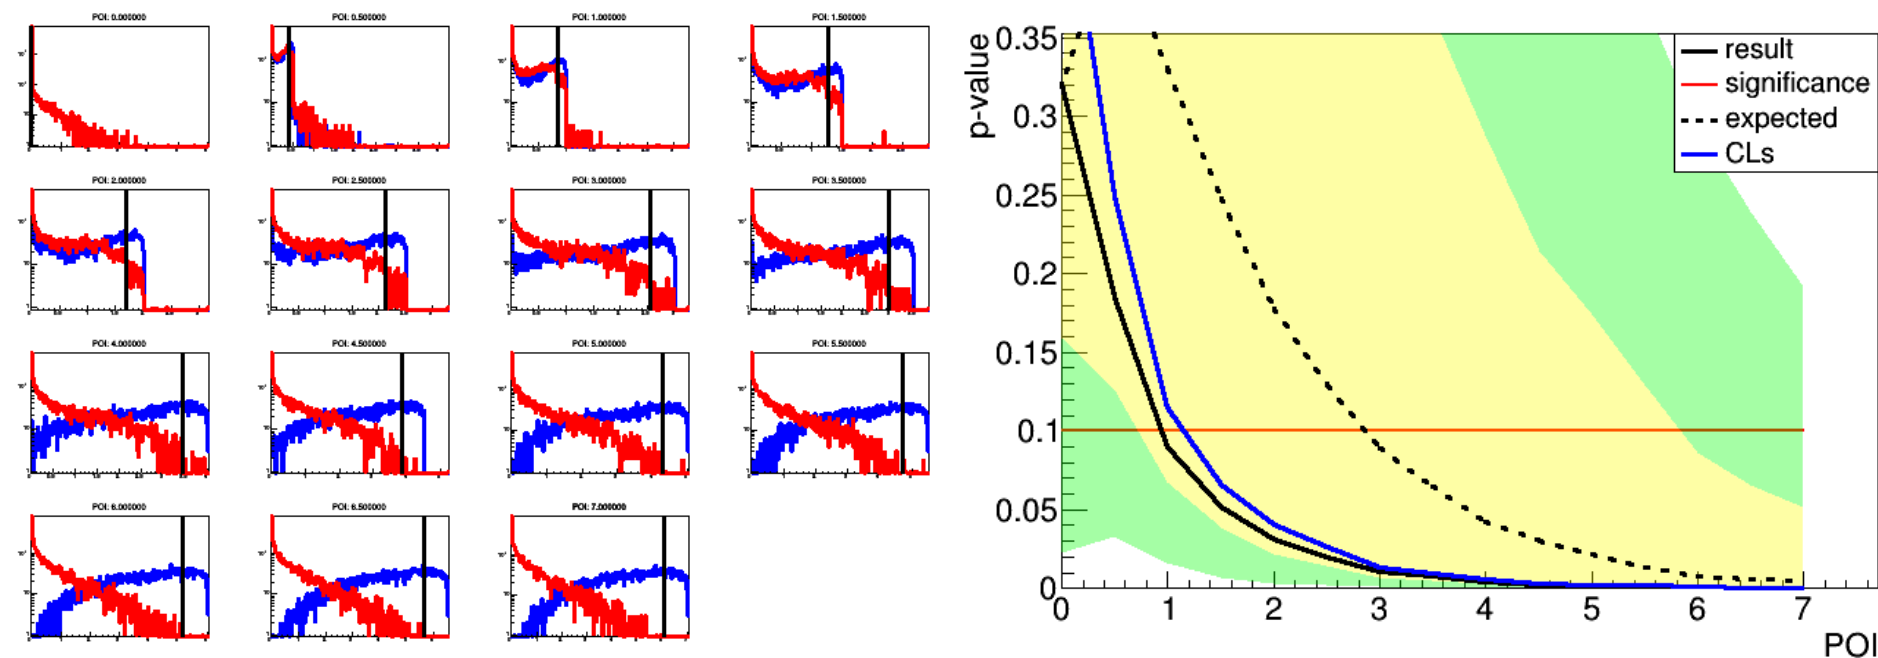 POI: 0.000000
POI: 0.500000
POI: 1.000000
POI: 1.500000
POI: 2.000000
POI: 2.500000
POI: 3.000000
POI: 3.500000
POI: 4.000000
POI: 4.500000
POI: 5.000000
POI: 5.500000
POI: 6.000000
POI: 6.500000
POI: 7.000000
p-value
0.35
0.3
0.25
0.2
0.15
0.1
0.05
0
result
significance
expected
CLs
0 1 2 3 4 5 6 7
POI